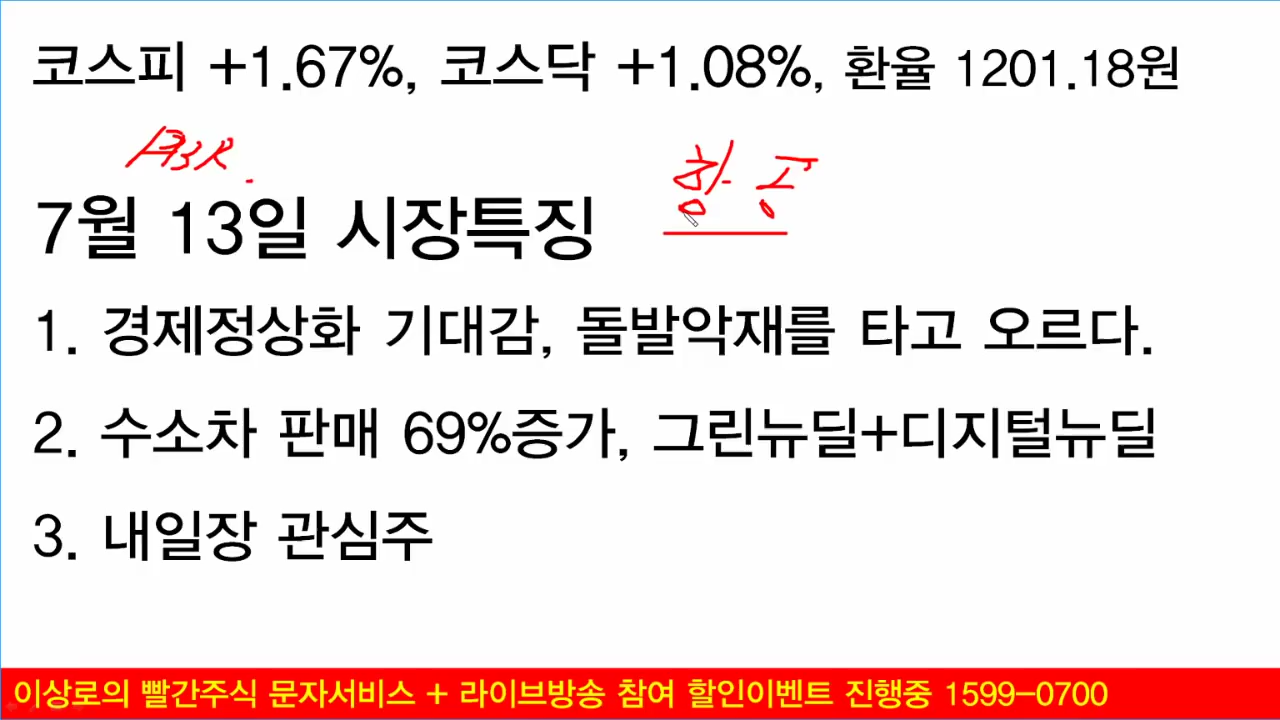 코스피 +1.67%, 코스닥 +1.08%, 환율 1201.18원
항공
7월 13일 시장특징
1. 경제정상화 기대감, 돌발악재를 타고 오르다.
2. 수소차 판매 69%증가, 그린뉴딜+디지털뉴딜
3. 내일장 관심주
이상로의 빨간주식 문자서비스 + 라이브방송 참여 할인이벤트 진행중 1599-0700